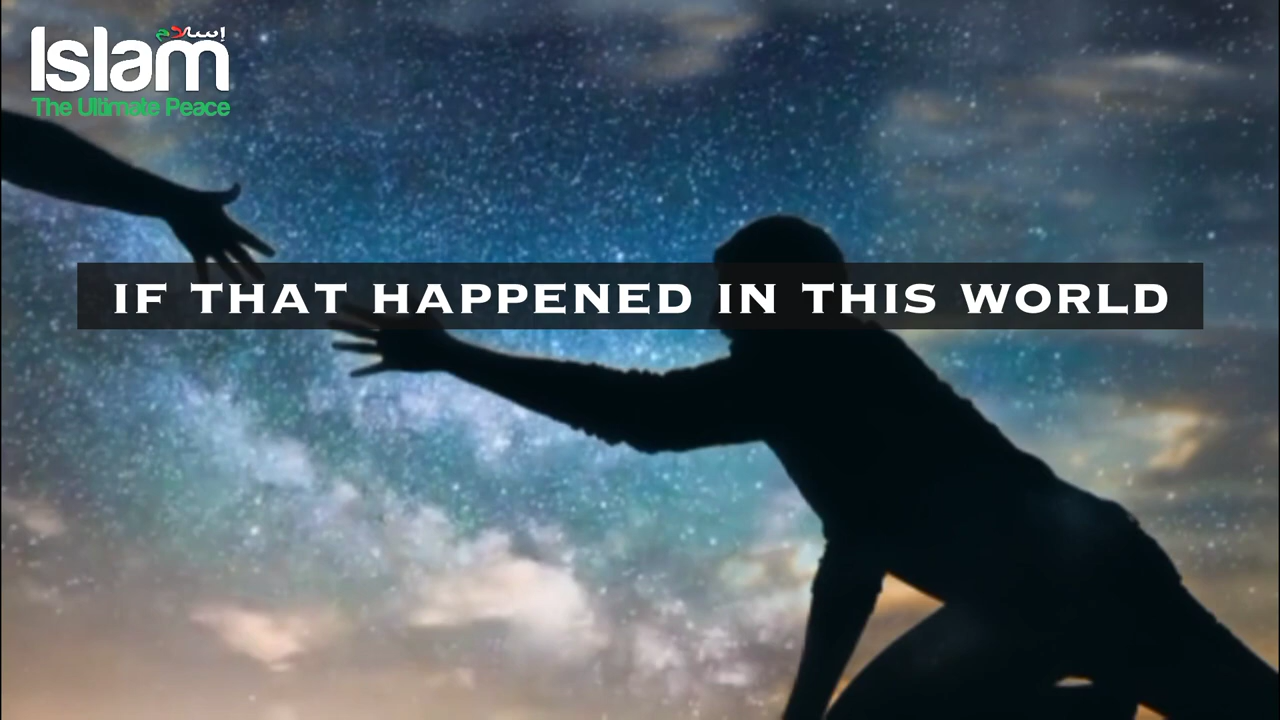 إسلام
Islam
The Ultimate Peace
IF THAT HAPPENED IN THIS WORLD